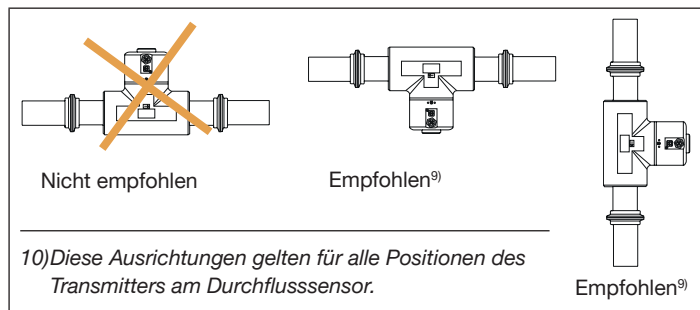 Nicht empfohlen
Empfohlen⁹⁾
10)Diese Ausrichtungen gelten für alle Positionen des
Transmitters am Durchflusssensor.
Empfohlen⁹⁾